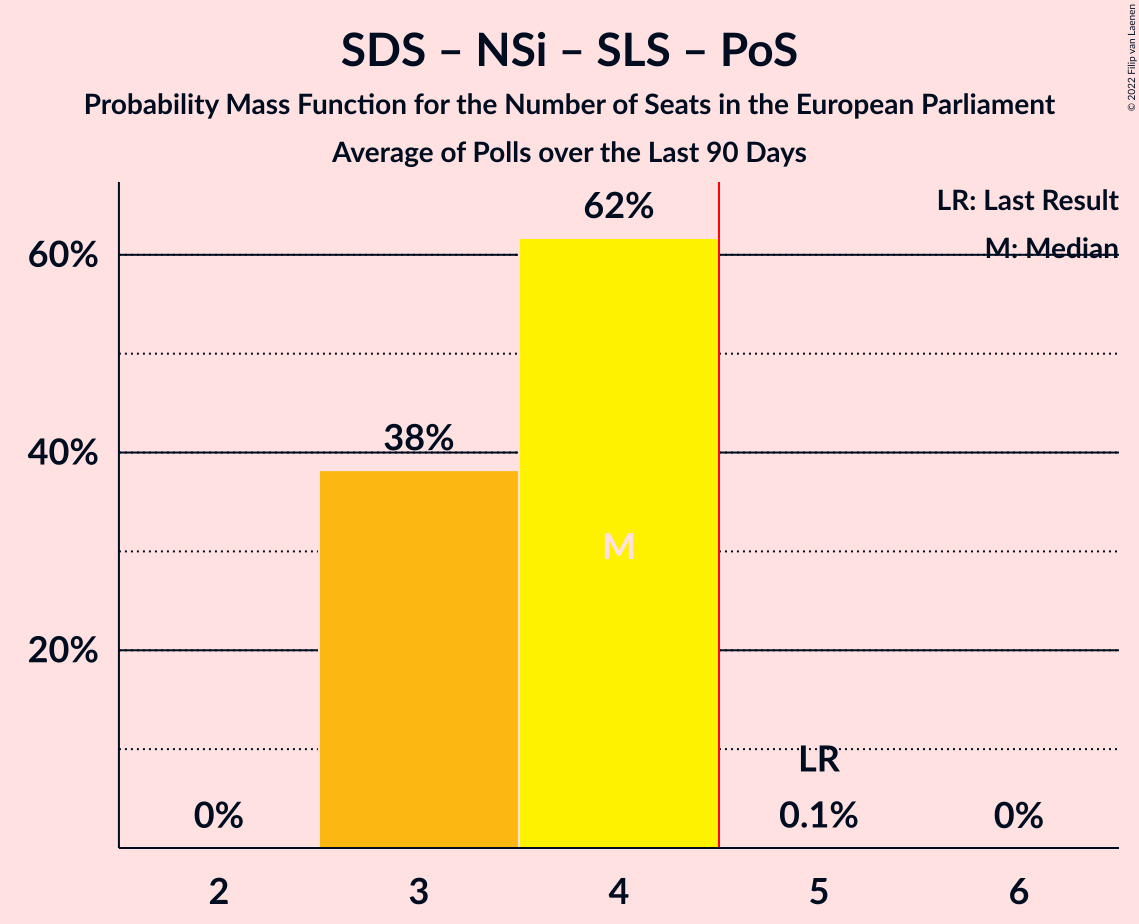 SDS – NSi – SLS – PoS
Probability Mass Function for the Number of Seats in the European Parliament
Average of Polls over the Last 90 Days
© 2022 Filip van Laenen
LR: Last Result
M: Median
62%
60%
38%
40%
M
20%
LR
0%
0.1%
0%
2
3
4
5
6